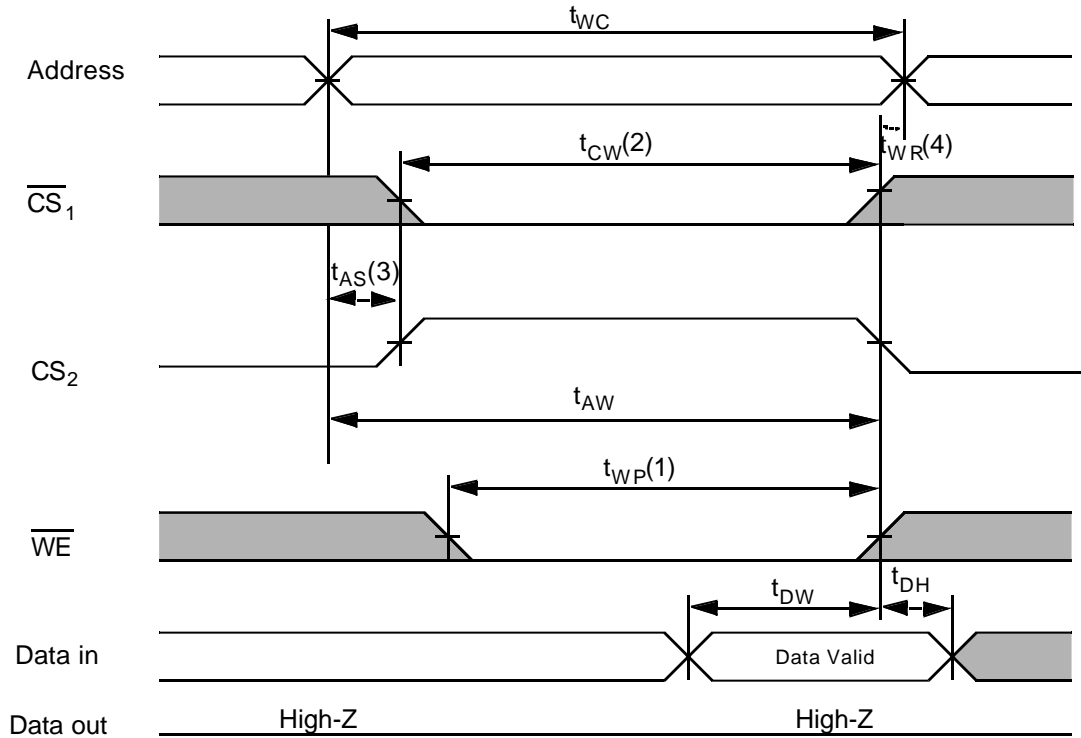 tWC
Address
tCW(2)
tWR(4)
CS1
tAS(3)
CS2
tAW
tWP(1)
WE
tDW
tDH
Data in
Data Valid
Data out
High-Z
High-Z